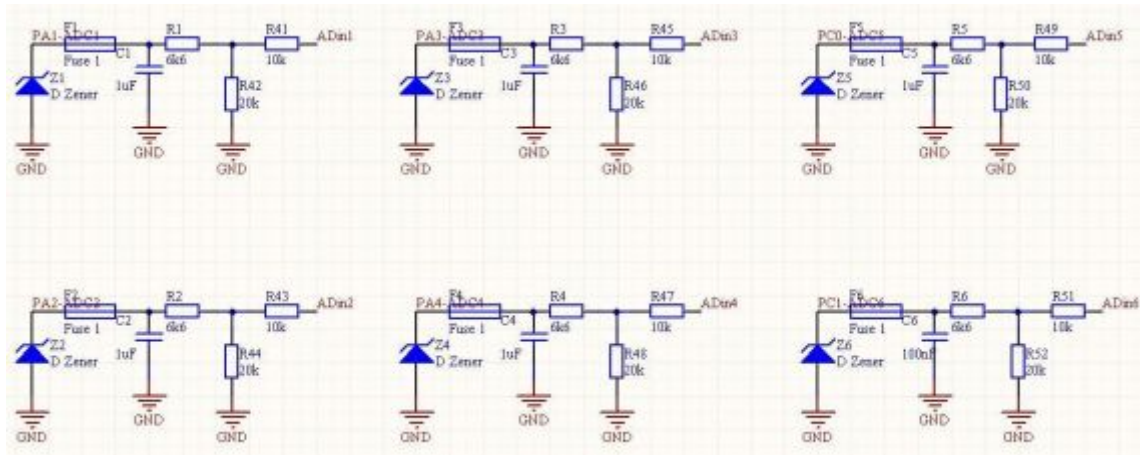 PA1-ADC1 F1 R1 R41 ADin1
Fuse 1 C1 6k6 10k
Z1 1uF R42
D Zener 20k
GND GND GND
PA3-ADC3 F3 R3 R45 ADin3
Fuse 1 C3 6k6 10k
Z3 1uF R46
D Zener 20k
GND GND GND
PC0-ADC5 F5 R5 R49 ADin5
Fuse 1 C5 6k6 10k
Z5 1uF R50
D Zener 20k
GND GND GND
PA2-ADC2 F2 R2 R43 ADin2
Fuse 1 C2 6k6 10k
Z2 1uF R44
D Zener 20k
GND GND GND
PA4-ADC4 F4 R4 R47 ADin4
Fuse 1 C4 6k6 10k
Z4 1uF R48
D Zener 20k
GND GND GND
PC1-ADC6 F6 R6 R51 ADin6
Fuse 1 C6 6k6 10k
Z6 100nF R52
D Zener 20k
GND GND GND